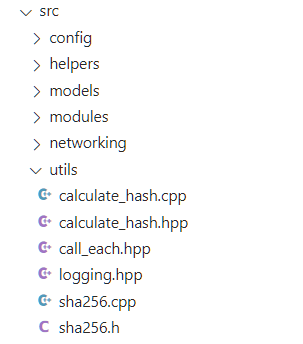 src
config
helpers
models
modules
networking
utils
calculate_hash.cpp
calculate_hash.hpp
call_each.hpp
logging.hpp
sha256.cpp
sha256.h